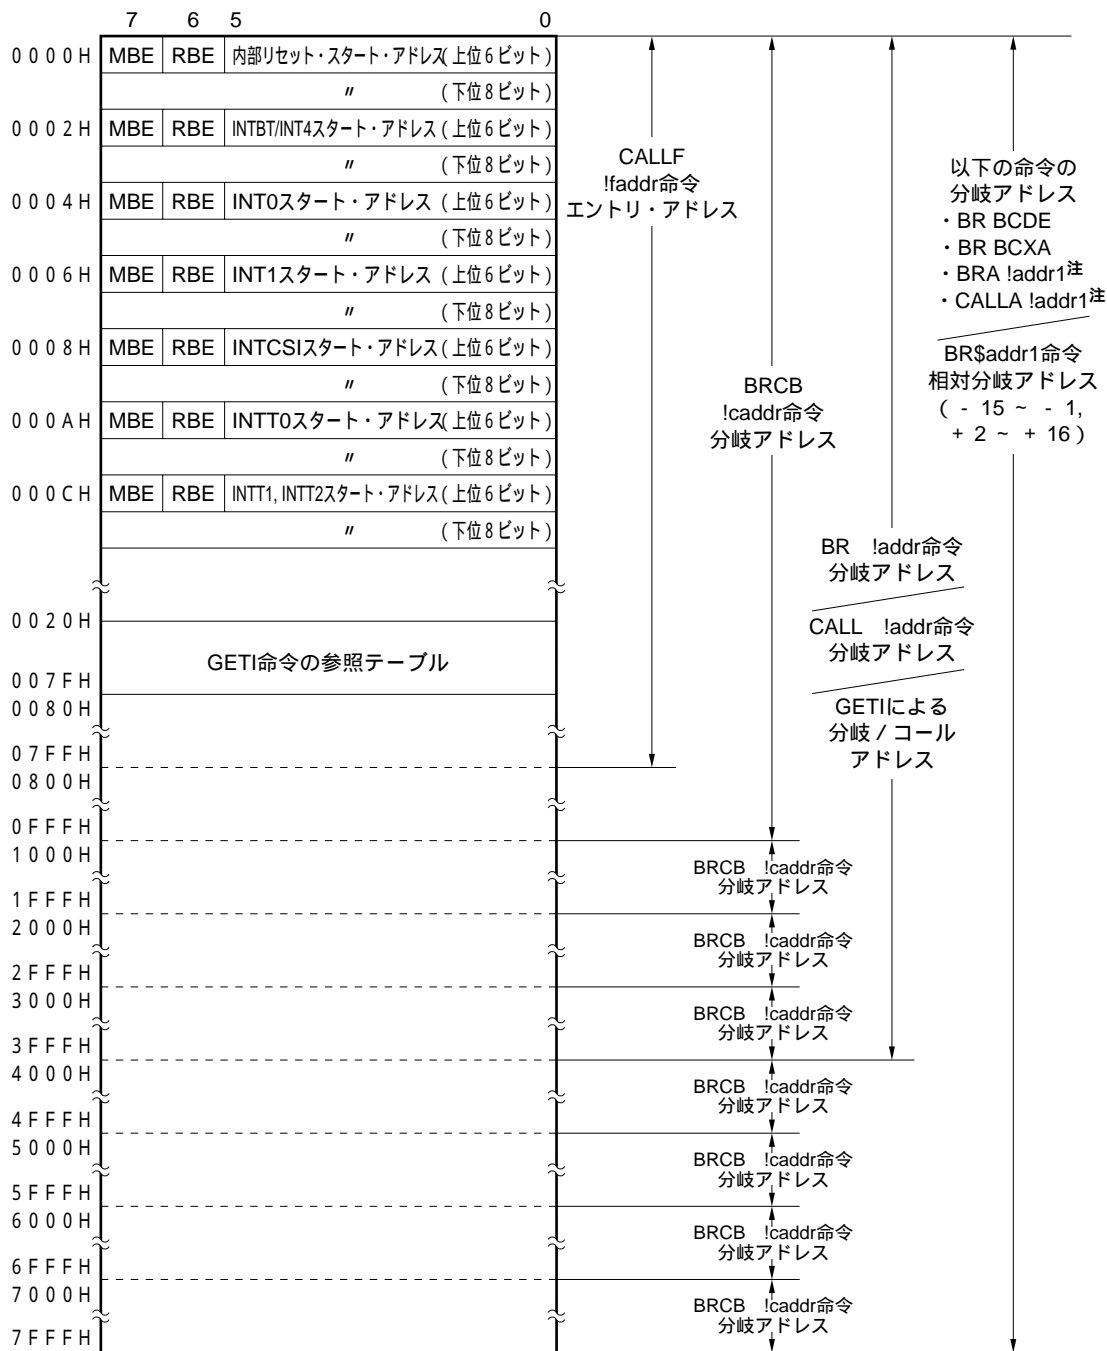 7 6 5 0
0000H MBE RBE 内部リセット・スタート・アドレス(上位6ビット)
〃 (下位8ビット)
0002H MBE RBE INTBT/INT4スタート・アドレス(上位6ビット)
〃 (下位8ビット)
0004H MBE RBE INT0スタート・アドレス(上位6ビット)
〃 (下位8ビット)
0006H MBE RBE INT1スタート・アドレス(上位6ビット)
〃 (下位8ビット)
0008H MBE RBE INTCSIスタート・アドレス(上位6ビット)
〃 (下位8ビット)
000AH MBE RBE INTT0スタート・アドレス(上位6ビット)
〃 (下位8ビット)
000CH MBE RBE INTT1, INTT2スタート・アドレス(上位6ビット)
〃 (下位8ビット)
0020H
GETI命令の参照テーブル
007FH
0080H
07FFH
0800H
0FFFH
1000H
1FFFH
2000H
2FFFH
3000H
3FFFH
4000H
4FFFH
5000H
5FFFH
6000H
6FFFH
7000H
7FFFH
CALLF
!faddr命令
エントリ・アドレス
BRCB
!caddr命令
分岐アドレス
BRCB !caddr命令
分岐アドレス
BRCB !caddr命令
分岐アドレス
BRCB !caddr命令
分岐アドレス
BRCB !caddr命令
分岐アドレス
BRCB !caddr命令
分岐アドレス
BRCB !caddr命令
分岐アドレス
BRCB !caddr命令
分岐アドレス
BR !addr命令
分岐アドレス
CALL !addr命令
分岐アドレス
GETIによる
分岐/コール
アドレス
以下の命令の
分岐アドレス
・BR BCDE
・BR BCXA
・BRA !addr1注
・CALLA !addr1注
BR$addr1命令
相対分岐アドレス
(-15~-1,
+2~+16)